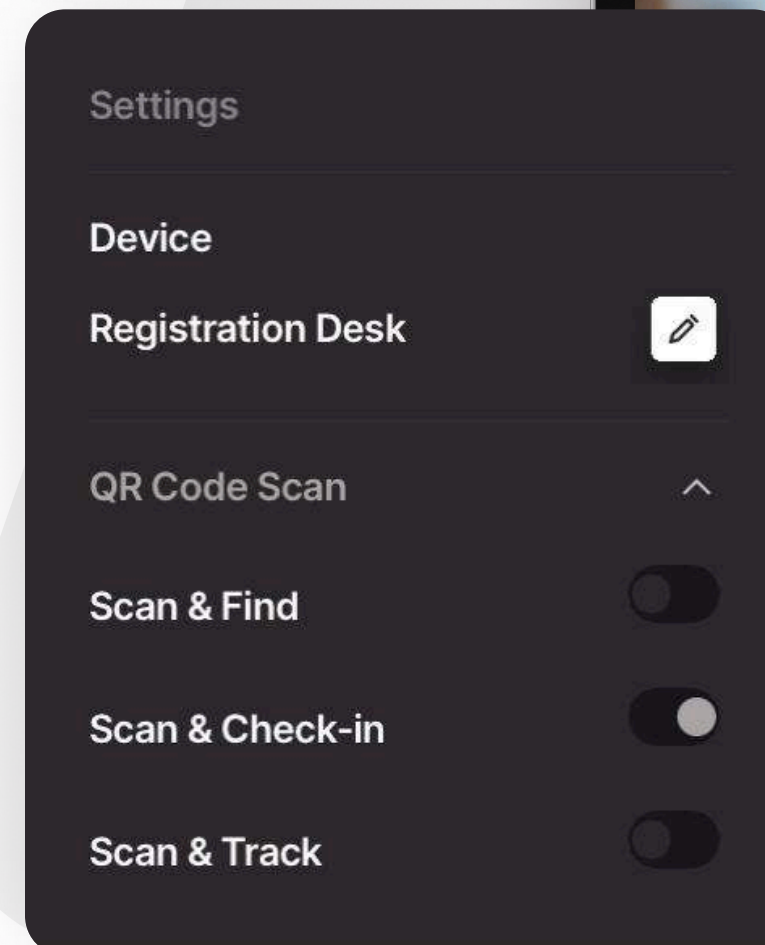 Settings
Device
Registration Desk
QR Code Scan
Scan & Find
Scan & Check-in
Scan & Track